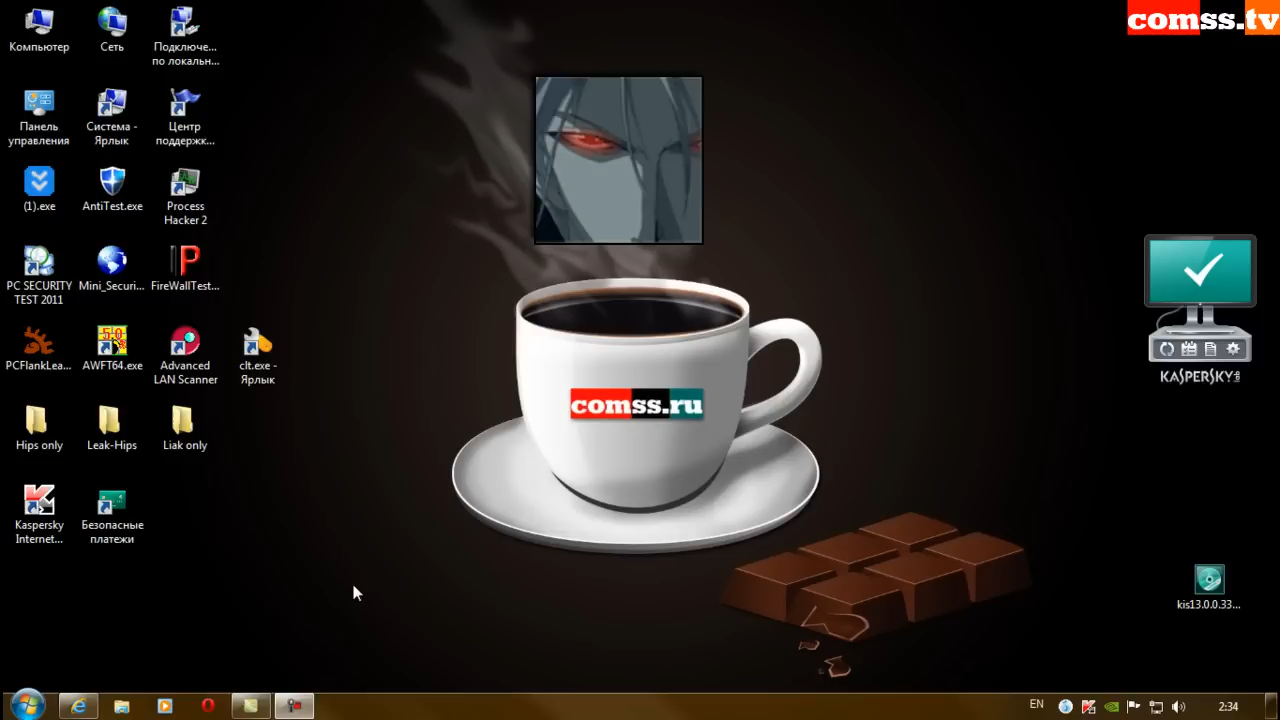 comss.tv
Компьютер
Сеть
Подключе...
по локальн...
Панель
управления
Система -
Ярлык
Центр
поддержк...
(1).exe
AntiTest.exe
Process
Hacker 2
PC SECURITY
TEST 2011
Mini_Securi...
FireWallTest...
PCFlankLea...
AWFT64.exe
Advanced
LAN Scanner
clt.exe -
Ярлык
Hips only
Leak-Hips
Liak only
Kaspersky
Internet...
Безопасные
платежи
comss.ru
KASPERSKY
kis13.0.0.33...
EN
2:34